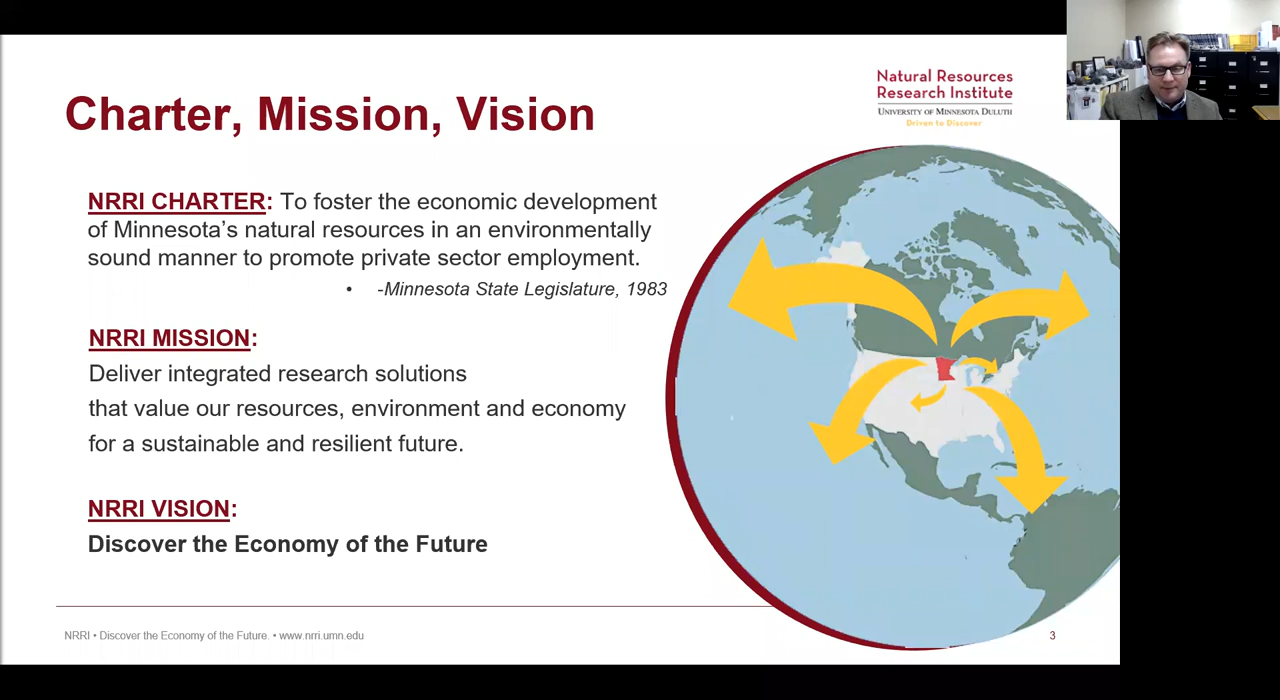 Charter, Mission, Vision
Natural Resources
Research Institute
UNIVERSITY OF MINNESOTA DULUTH
Driven to Discover
NRRI CHARTER: To foster the economic development
of Minnesota’s natural resources in an environmentally
sound manner to promote private sector employment.
• -Minnesota State Legislature, 1983
NRRI MISSION:
Deliver integrated research solutions
that value our resources, environment and economy
for a sustainable and resilient future.
NRRI VISION:
Discover the Economy of the Future
NRRI • Discover the Economy of the Future. • www.nrri.umn.edu
3